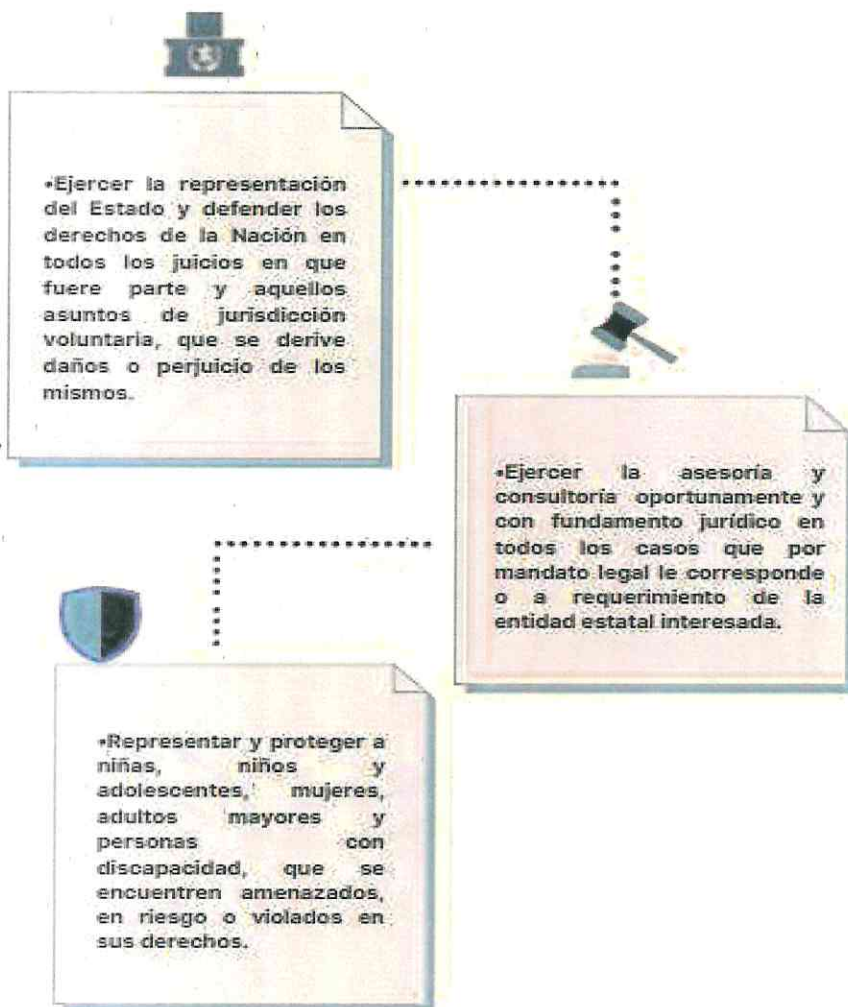 •Ejercer la representación
del Estado y defender los
derechos de la Nación en
todos los juicios en que
fuere parte y aquellos
asuntos de jurisdicción
voluntaria, que se derive
daños o perjuicio de los
mismos.
•Ejercer la asesoría y
consultoría oportunamente y
con fundamento jurídico en
todos los casos que por
mandato legal le corresponde
o a requerimiento de la
entidad estatal interesada.
•Representar y proteger a
niñas, niños y
adolescentes, mujeres,
adultos mayores y
personas con
discapacidad, que se
encuentren amenazados,
en riesgo o violados en
sus derechos.